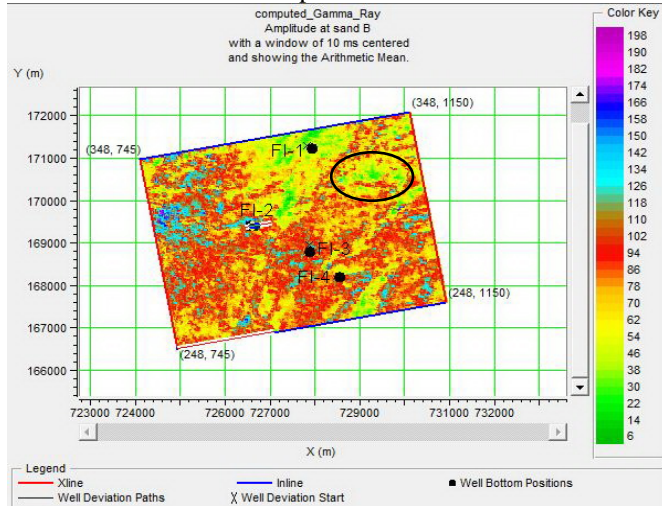 computed_Gamma_Ray
Amplitude at sand B
with a window of 10 ms centered
and showing the Arithmetic Mean.
Color Key
Y (m)
198
190
182
174
166
158
150
142
134
126
118
110
102
94
86
78
70
62
54
46
38
30
22
14
6
172000
171000
170000
169000
168000
167000
166000
(348, 1150)
(348, 745)
FI-1
FI-2
FI-3
FI-4
(248, 1150)
(248, 745)
723000 724000 726000 727000 729000 731000 732000
X (m)
Legend
Xline Inline Well Bottom Positions
Well Deviation Paths X Well Deviation Start